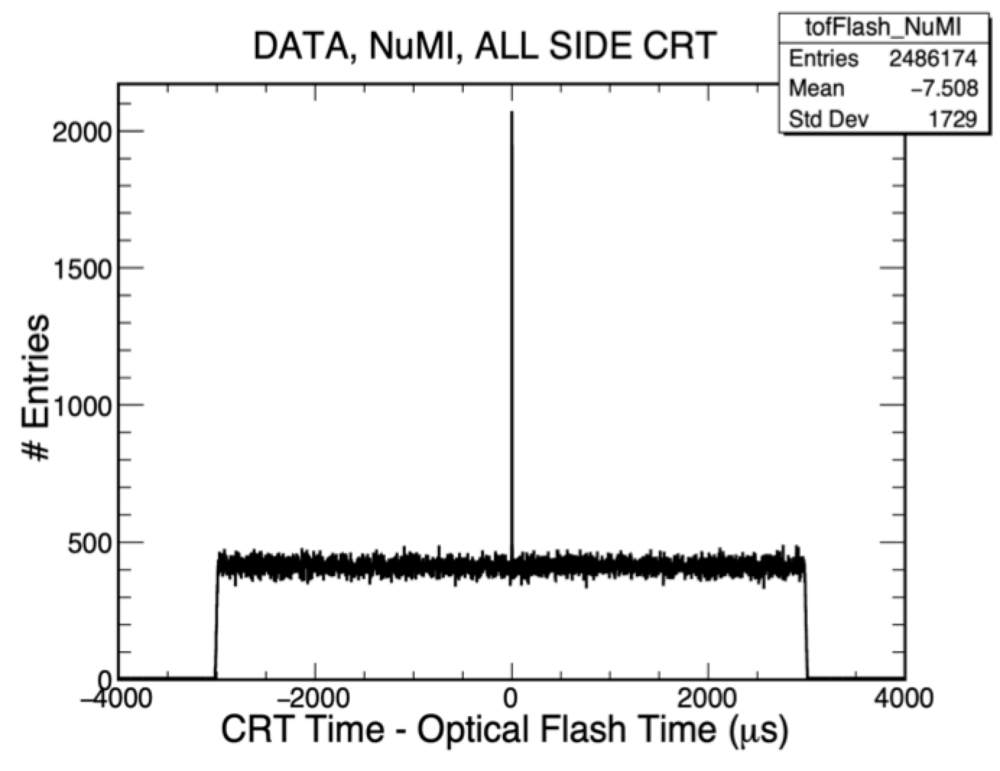 DATA, NuMI, ALL SIDE CRT
tofFlash_NuMI
Entries 2486174
Mean −7.508
Std Dev 1729
2000
1500
1000
500
0
# Entries
−4000 −2000 0 2000 4000
CRT Time - Optical Flash Time (μs)